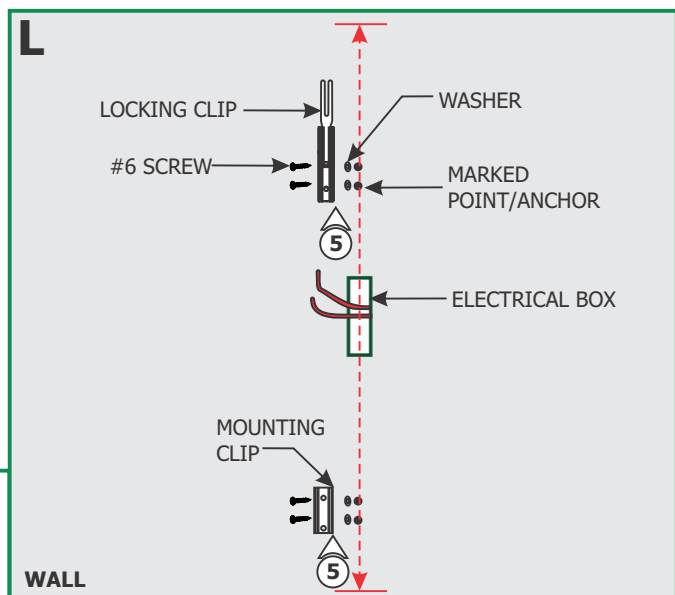 L
LOCKING CLIP
WASHER
#6 SCREW
MARKED
POINT/ANCHOR
5
ELECTRICAL BOX
MOUNTING
CLIP
5
WALL